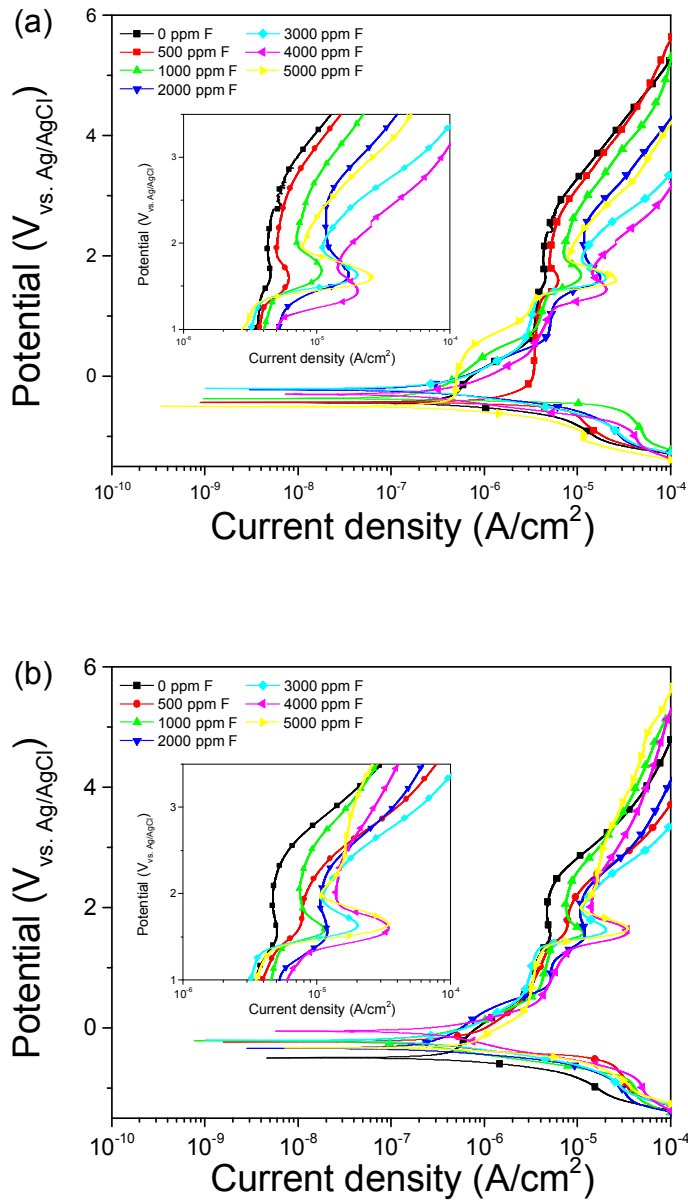 (a)
0 ppm F
500 ppm F
1000 ppm F
2000 ppm F
3000 ppm F
4000 ppm F
5000 ppm F
6
4
2
0
Potential (V vs. Ag/AgCl)
3
2
1
Potential (V vs. Ag/AgCl)
10-6 10-5 10-4
Current density (A/cm2)
10-10 10-9 10-8 10-7 10-6 10-5 10-4
Current density (A/cm2)
(b)
0 ppm F
500 ppm F
1000 ppm F
2000 ppm F
3000 ppm F
4000 ppm F
5000 ppm F
6
4
2
0
Potential (V vs. Ag/AgCl)
3
2
1
Potential (V vs. Ag/AgCl)
10-6 10-5 10-4
Current density (A/cm2)
10-10 10-9 10-8 10-7 10-6 10-5 10-4
Current density (A/cm2)